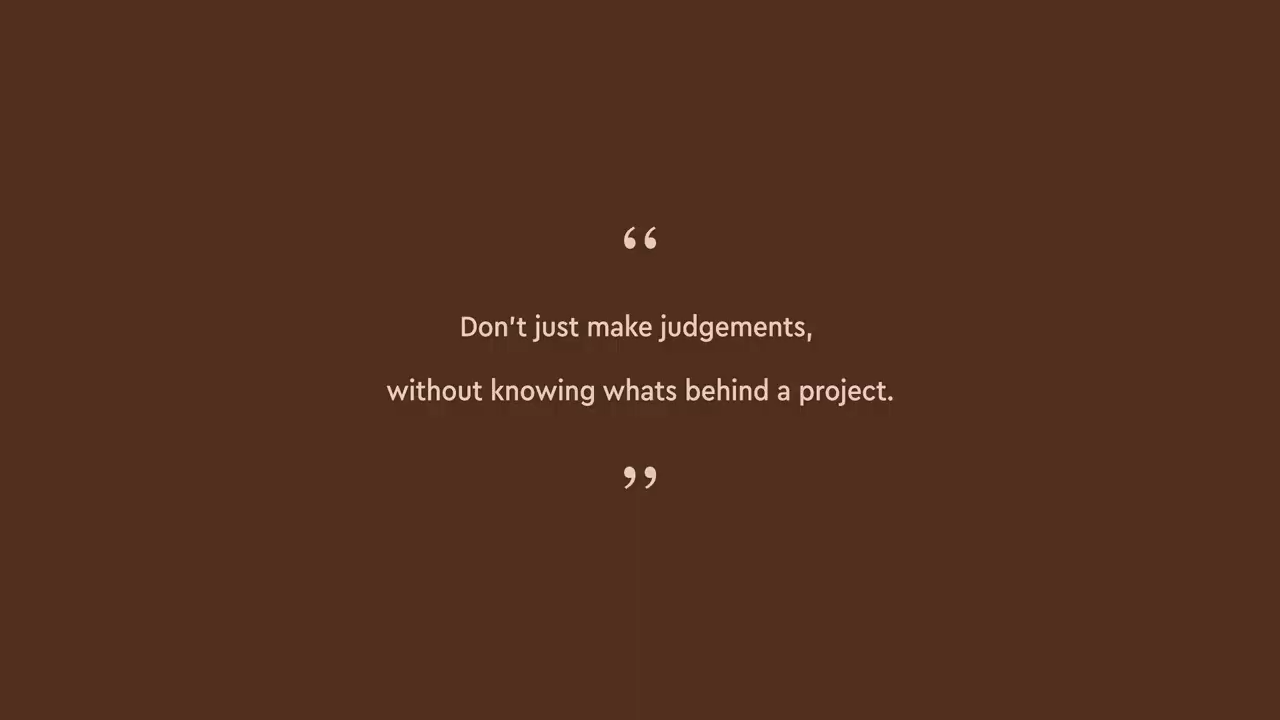 “
Don't just make judgements,
without knowing whats behind a project.
”